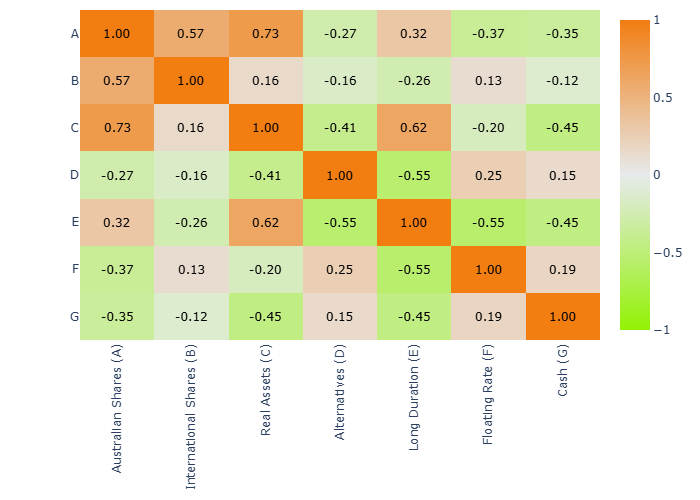 A 1.00 0.57 0.73 −0.27 0.32 −0.37 −0.35
B 0.57 1.00 0.16 −0.16 −0.26 0.13 −0.12
C 0.73 0.16 1.00 −0.41 0.62 −0.20 −0.45
D −0.27 −0.16 −0.41 1.00 −0.55 0.25 0.15
E 0.32 −0.26 0.62 −0.55 1.00 −0.55 −0.45
F −0.37 0.13 −0.20 0.25 −0.55 1.00 0.19
G −0.35 −0.12 −0.45 0.15 −0.45 0.19 1.00
Australian Shares (A)
International Shares (B)
Real Assets (C)
Alternatives (D)
Long Duration (E)
Floating Rate (F)
Cash (G)
1
0.5
0
−0.5
−1